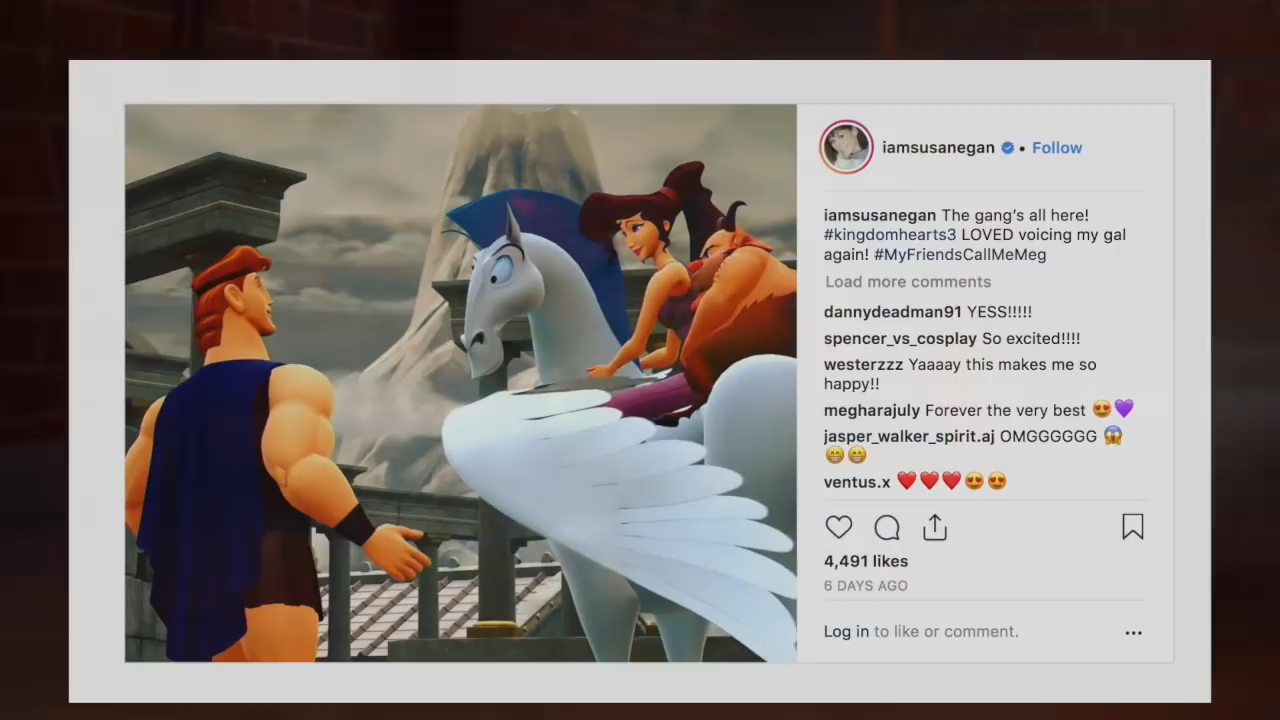 iamsusanegan • Follow
iamsusanegan The gang's all here!
#kingdomhearts3 LOVED voicing my gal
again! #MyFriendsCallMeMeg
Load more comments
dannydeadman91 YESS!!!!!
spencer_vs_cosplay So excited!!!!
westerzzz Yaaaay this makes me so
happy!!
megharajuly Forever the very best 😍💜
jasper_walker_spirit.aj OMGGGGGG 😱
😁😁
ventus.x ❤️❤️❤️😍😍
4,491 likes
6 DAYS AGO
Log in to like or comment.